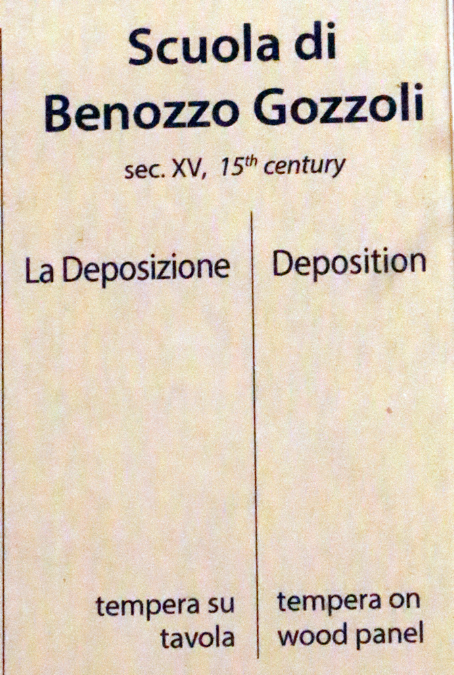 Scuola di
Benozzo Gozzoli
sec. XV, 15th century
La Deposizione
Deposition
tempera su
tavola
tempera on
wood panel